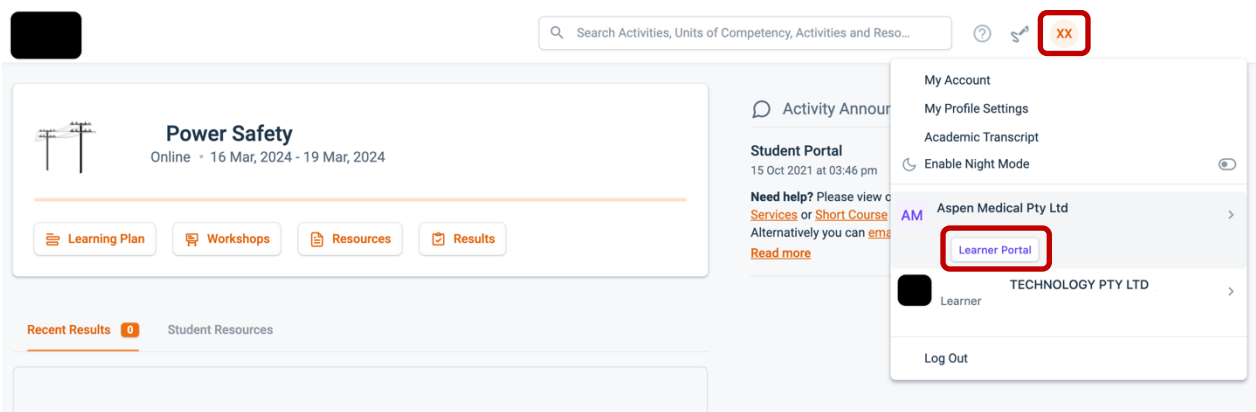 Search Activities, Units of Competency, Activities and Reso...
XX
Power Safety
Online • 16 Mar, 2024 - 19 Mar, 2024
Learning Plan
Workshops
Resources
Results
Recent Results 0
Student Resources
Activity Announ
Student Portal
15 Oct 2021 at 03:46 pm
Need help? Please view o
Services or Short Course
Alternatively you can ema
Read more
My Account
My Profile Settings
Academic Transcript
Enable Night Mode
AM Aspen Medical Pty Ltd
Learner Portal
TECHNOLOGY PTY LTD
Learner
Log Out